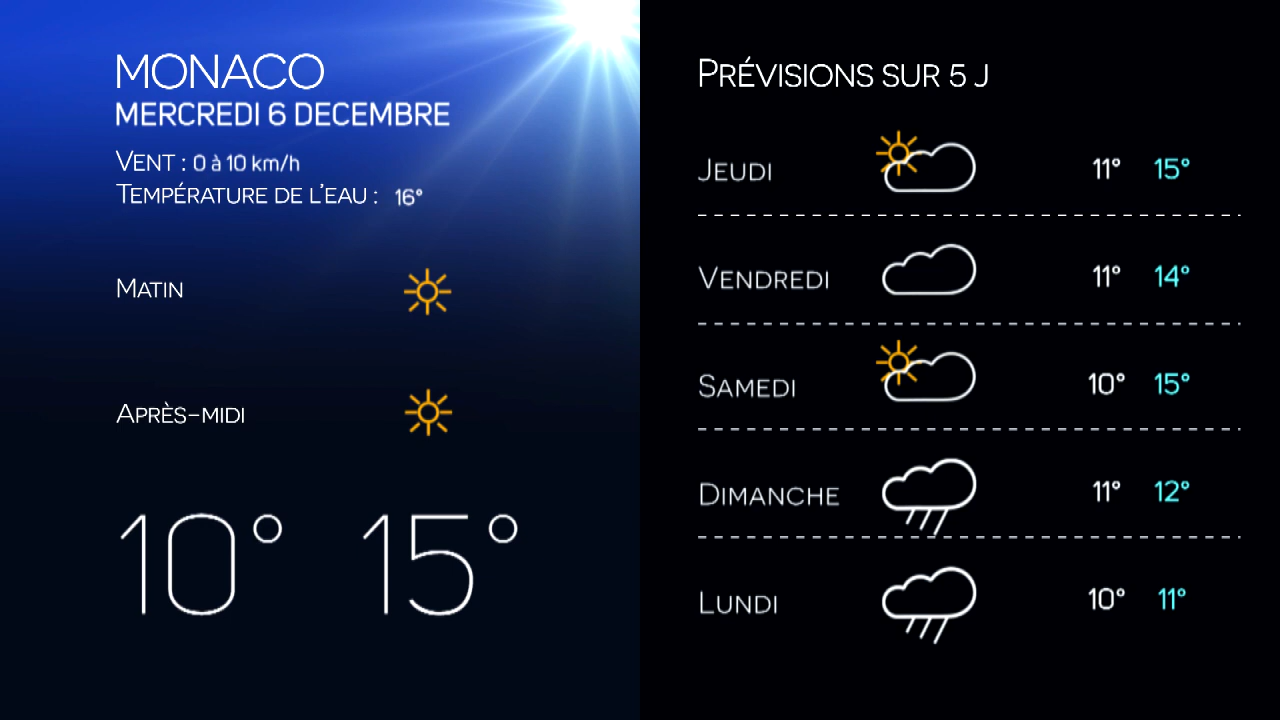 MONACO
MERCREDI 6 DECEMBRE
VENT : 0 à 10 km/h
TEMPÉRATURE DE L'EAU : 16°
MATIN
APRÈS-MIDI
10° 15°
PRÉVISIONS SUR 5 J
JEUDI 11° 15°
VENDREDI 11° 14°
SAMEDI 10° 15°
DIMANCHE 11° 12°
LUNDI 10° 11°